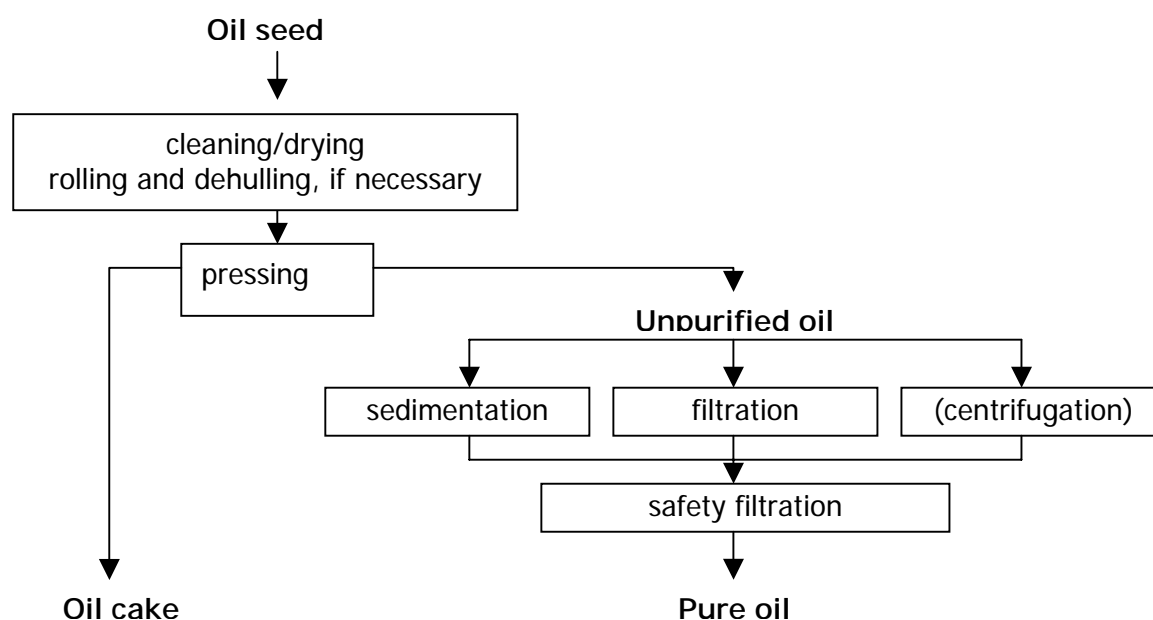 Oil seed
cleaning/drying
rolling and dehulling, if necessary
pressing
Unpurified oil
sedimentation
filtration
(centrifugation)
safety filtration
Oil cake
Pure oil